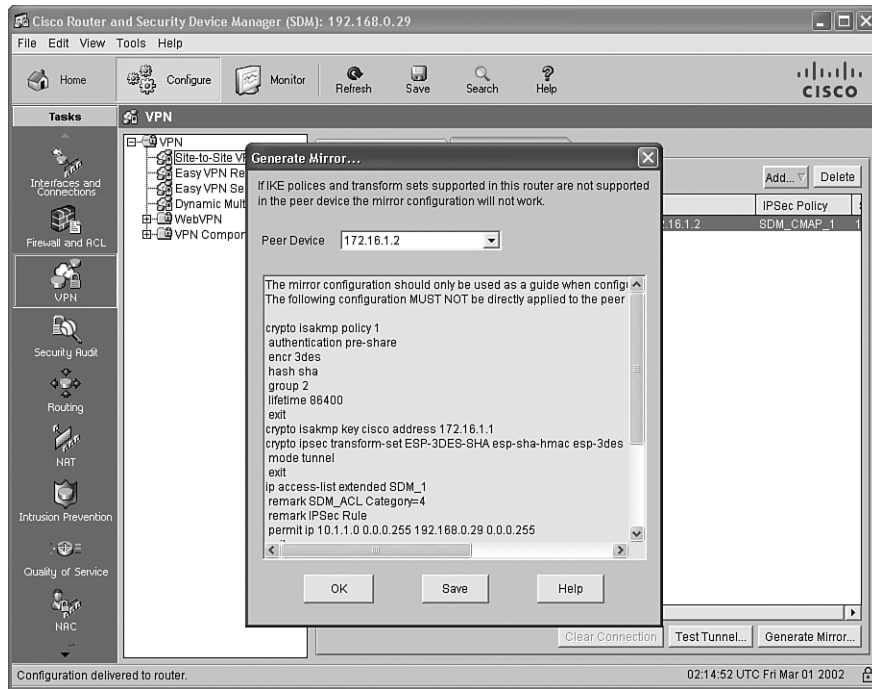 Cisco Router and Security Device Manager (SDM): 192.168.0.29
File Edit View Tools Help
Home
Configure
Monitor
Refresh
Save
Search
Help
CISCO
Tasks
VPN
Interfaces and
Connections
Firewall and ACL
VPN
Security Audit
Routing
NAT
Intrusion Prevention
Quality of Service
NAC
VPN
Site-to-Site VP
Easy VPN Re
Easy VPN Se
Dynamic Mult
WebVPN
VPN Compor
Add... Delete
IPSec Policy
.16.1.2 SDM_CMAP_1 1
Generate Mirror...
If IKE polices and transform sets supported in this router are not supported
in the peer device the mirror configuration will not work.
Peer Device 172.16.1.2
The mirror configuration should only be used as a guide when config
The following configuration MUST NOT be directly applied to the peer
crypto isakmp policy 1
authentication pre-share
encr 3des
hash sha
group 2
lifetime 86400
exit
crypto isakmp key cisco address 172.16.1.1
crypto ipsec transform-set ESP-3DES-SHA esp-sha-hmac esp-3des
mode tunnel
exit
ip access-list extended SDM_1
remark SDM_ACL Category=4
remark IPSec Rule
permit ip 10.1.1.0 0.0.0.255 192.168.0.29 0.0.0.255
OK Save Help
Clear Connection Test Tunnel... Generate Mirror...
Configuration delivered to router.
02:14:52 UTC Fri Mar 01 2002